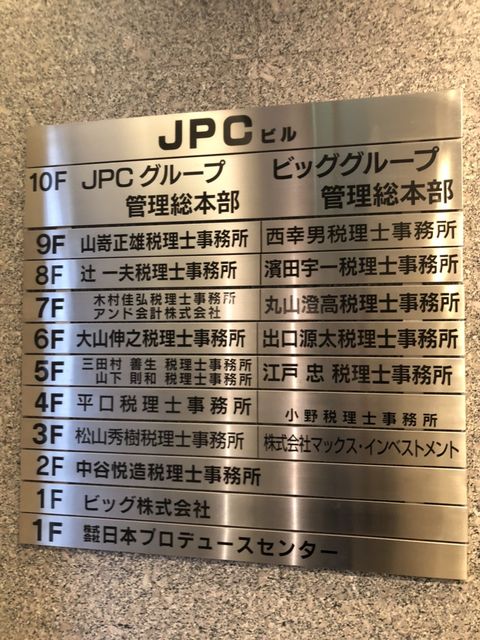 JPCビル
10F JPCグループ ビッググループ
管理総本部 管理総本部
9F 山嵜正雄税理士事務所 西幸男税理士事務所
8F 辻 一夫税理士事務所 濱田宇一税理士事務所
7F 木村佳弘税理士事務所 丸山澄高税理士事務所
アンド会計株式会社
6F 大山伸之税理士事務所 出口源太税理士事務所
5F 三田村 善生 税理士事務所 江戸 忠 税理士事務所
山下 則和 税理士事務所
4F 平口税理士事務所 小野税理士事務所
3F 松山秀樹税理士事務所 株式会社マックス・インベストメント
2F 中谷悦造税理士事務所
1F ビッグ株式会社
1F 株式会社日本プロデュースセンター